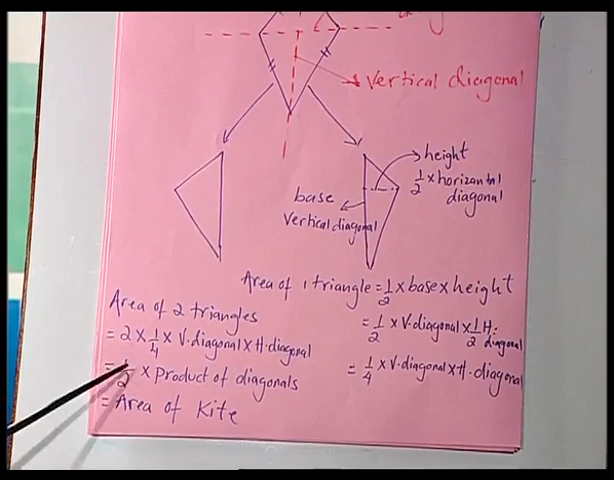 vertical diagonal
height
1/2 × horizontal
diagonal
base
vertical diagonal
Area of 1 triangle = 1/2 × base × height
= 1/2 × V. diagonal × 1/2 H. diagonal
= 1/4 × V. diagonal × H. diagonal
Area of 2 triangles
= 2 × 1/4 × V. diagonal × H. diagonal
= 1/2 × product of diagonals
= Area of Kite